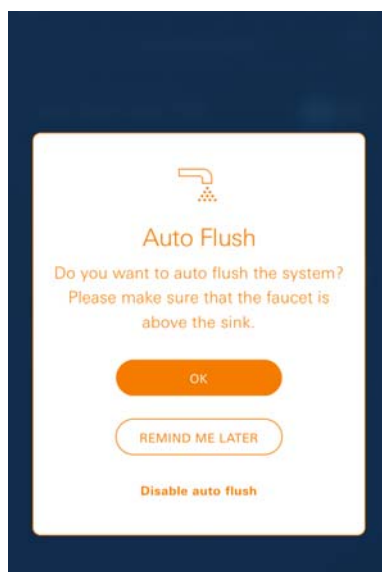 Auto Flush
Do you want to auto flush the system?
Please make sure that the faucet is
above the sink.
OK
REMIND ME LATER
Disable auto flush